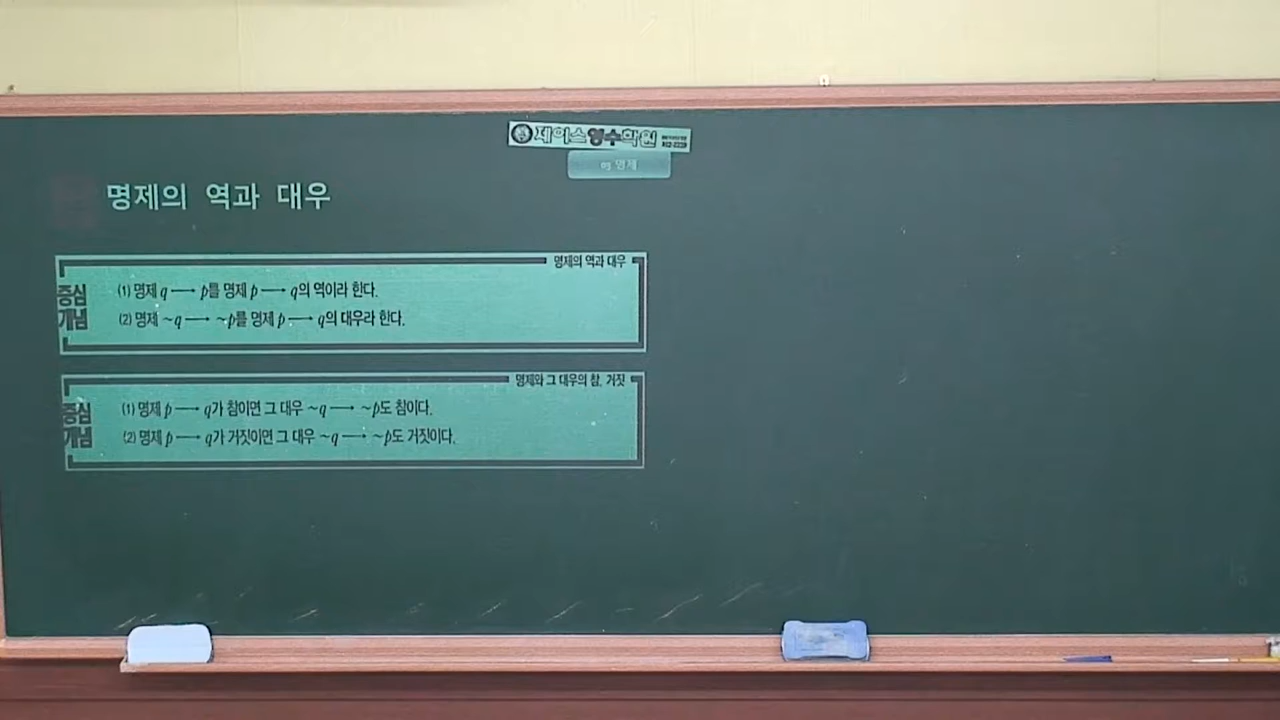 제이스영수학원
명제의 역과 대우
명제의 역과 대우
중심
개념
(1) 명제 q → p를 명제 p → q의 역이라 한다.
(2) 명제 ~q → ~p를 명제 p → q의 대우라 한다.
명제와 그 대우의 참, 거짓
중심
개념
(1) 명제 p → q가 참이면 그 대우 ~q → ~p도 참이다.
(2) 명제 p → q가 거짓이면 그 대우 ~q → ~p도 거짓이다.